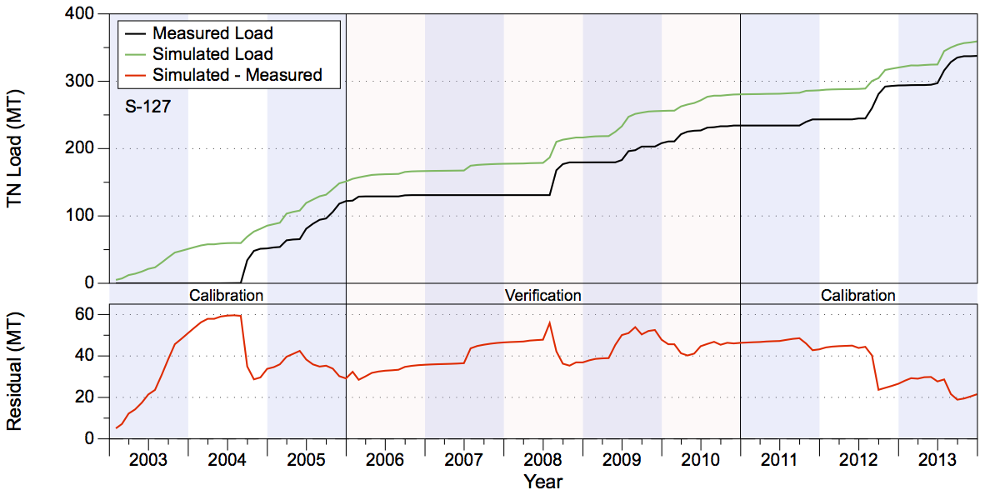 400
300
200
100
0
TN Load (MT)
Measured Load
Simulated Load
Simulated - Measured
S-127
Calibration Verification Calibration
60
40
20
0
Residual (MT)
2003 2004 2005 2006 2007 2008 2009 2010 2011 2012 2013
Year